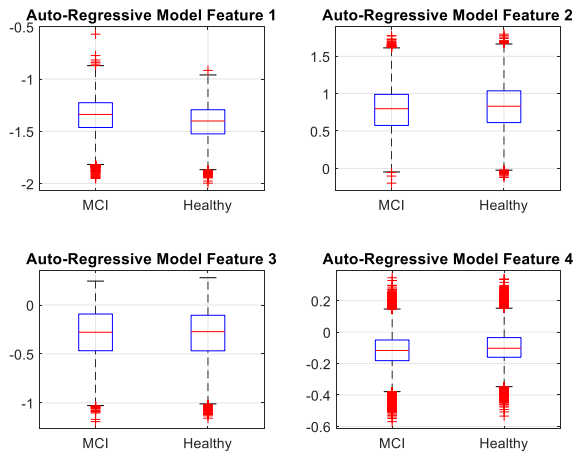 Auto-Regressive Model Feature 1
-0.5
-1
-1.5
-2
MCI Healthy
Auto-Regressive Model Feature 2
1.5
1
0.5
0
MCI Healthy
Auto-Regressive Model Feature 3
0
-0.5
-1
MCI Healthy
Auto-Regressive Model Feature 4
0.2
0
-0.2
-0.4
-0.6
MCI Healthy